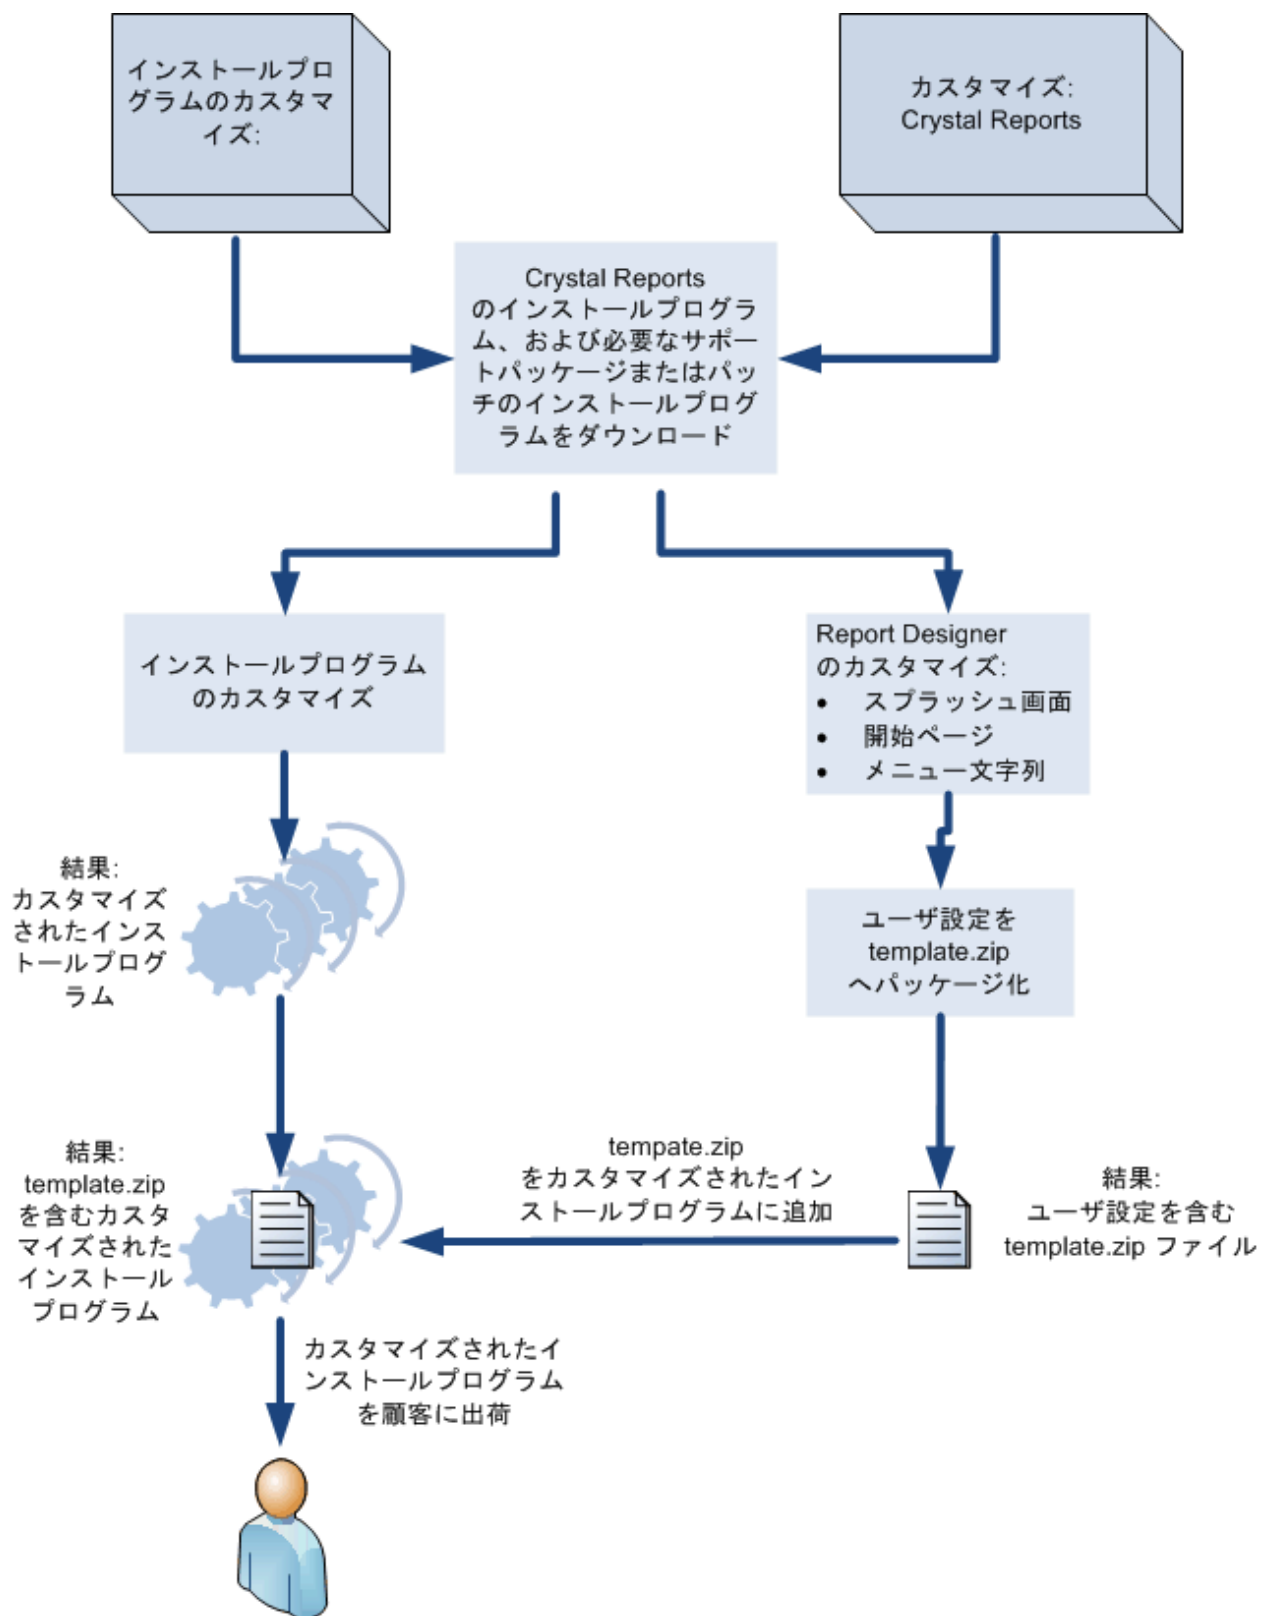 インストールプロ
グラムのカスタマ
イズ:
カスタマイズ:
Crystal Reports
Crystal Reports
のインストールプログラ
ム、および必要なサポー
トパッケージまたはパッ
チのインストールプログ
ラムをダウンロード
インストールプログラム
のカスタマイズ
Report Designer
のカスタマイズ:
• スプラッシュ画面
• 開始ページ
• メニュー文字列
結果:
カスタマイズ
されたインス
トールプログ
ラム
ユーザ設定を
template.zip
へパッケージ化
結果:
template.zip
を含むカスタ
マイズされた
インストール
プログラム
tempate.zip
をカスタマイズされたイン
ストールプログラムに追加
結果:
ユーザ設定を含む
template.zip ファイル
カスタマイズされたイ
ンストールプログラム
を顧客に出荷